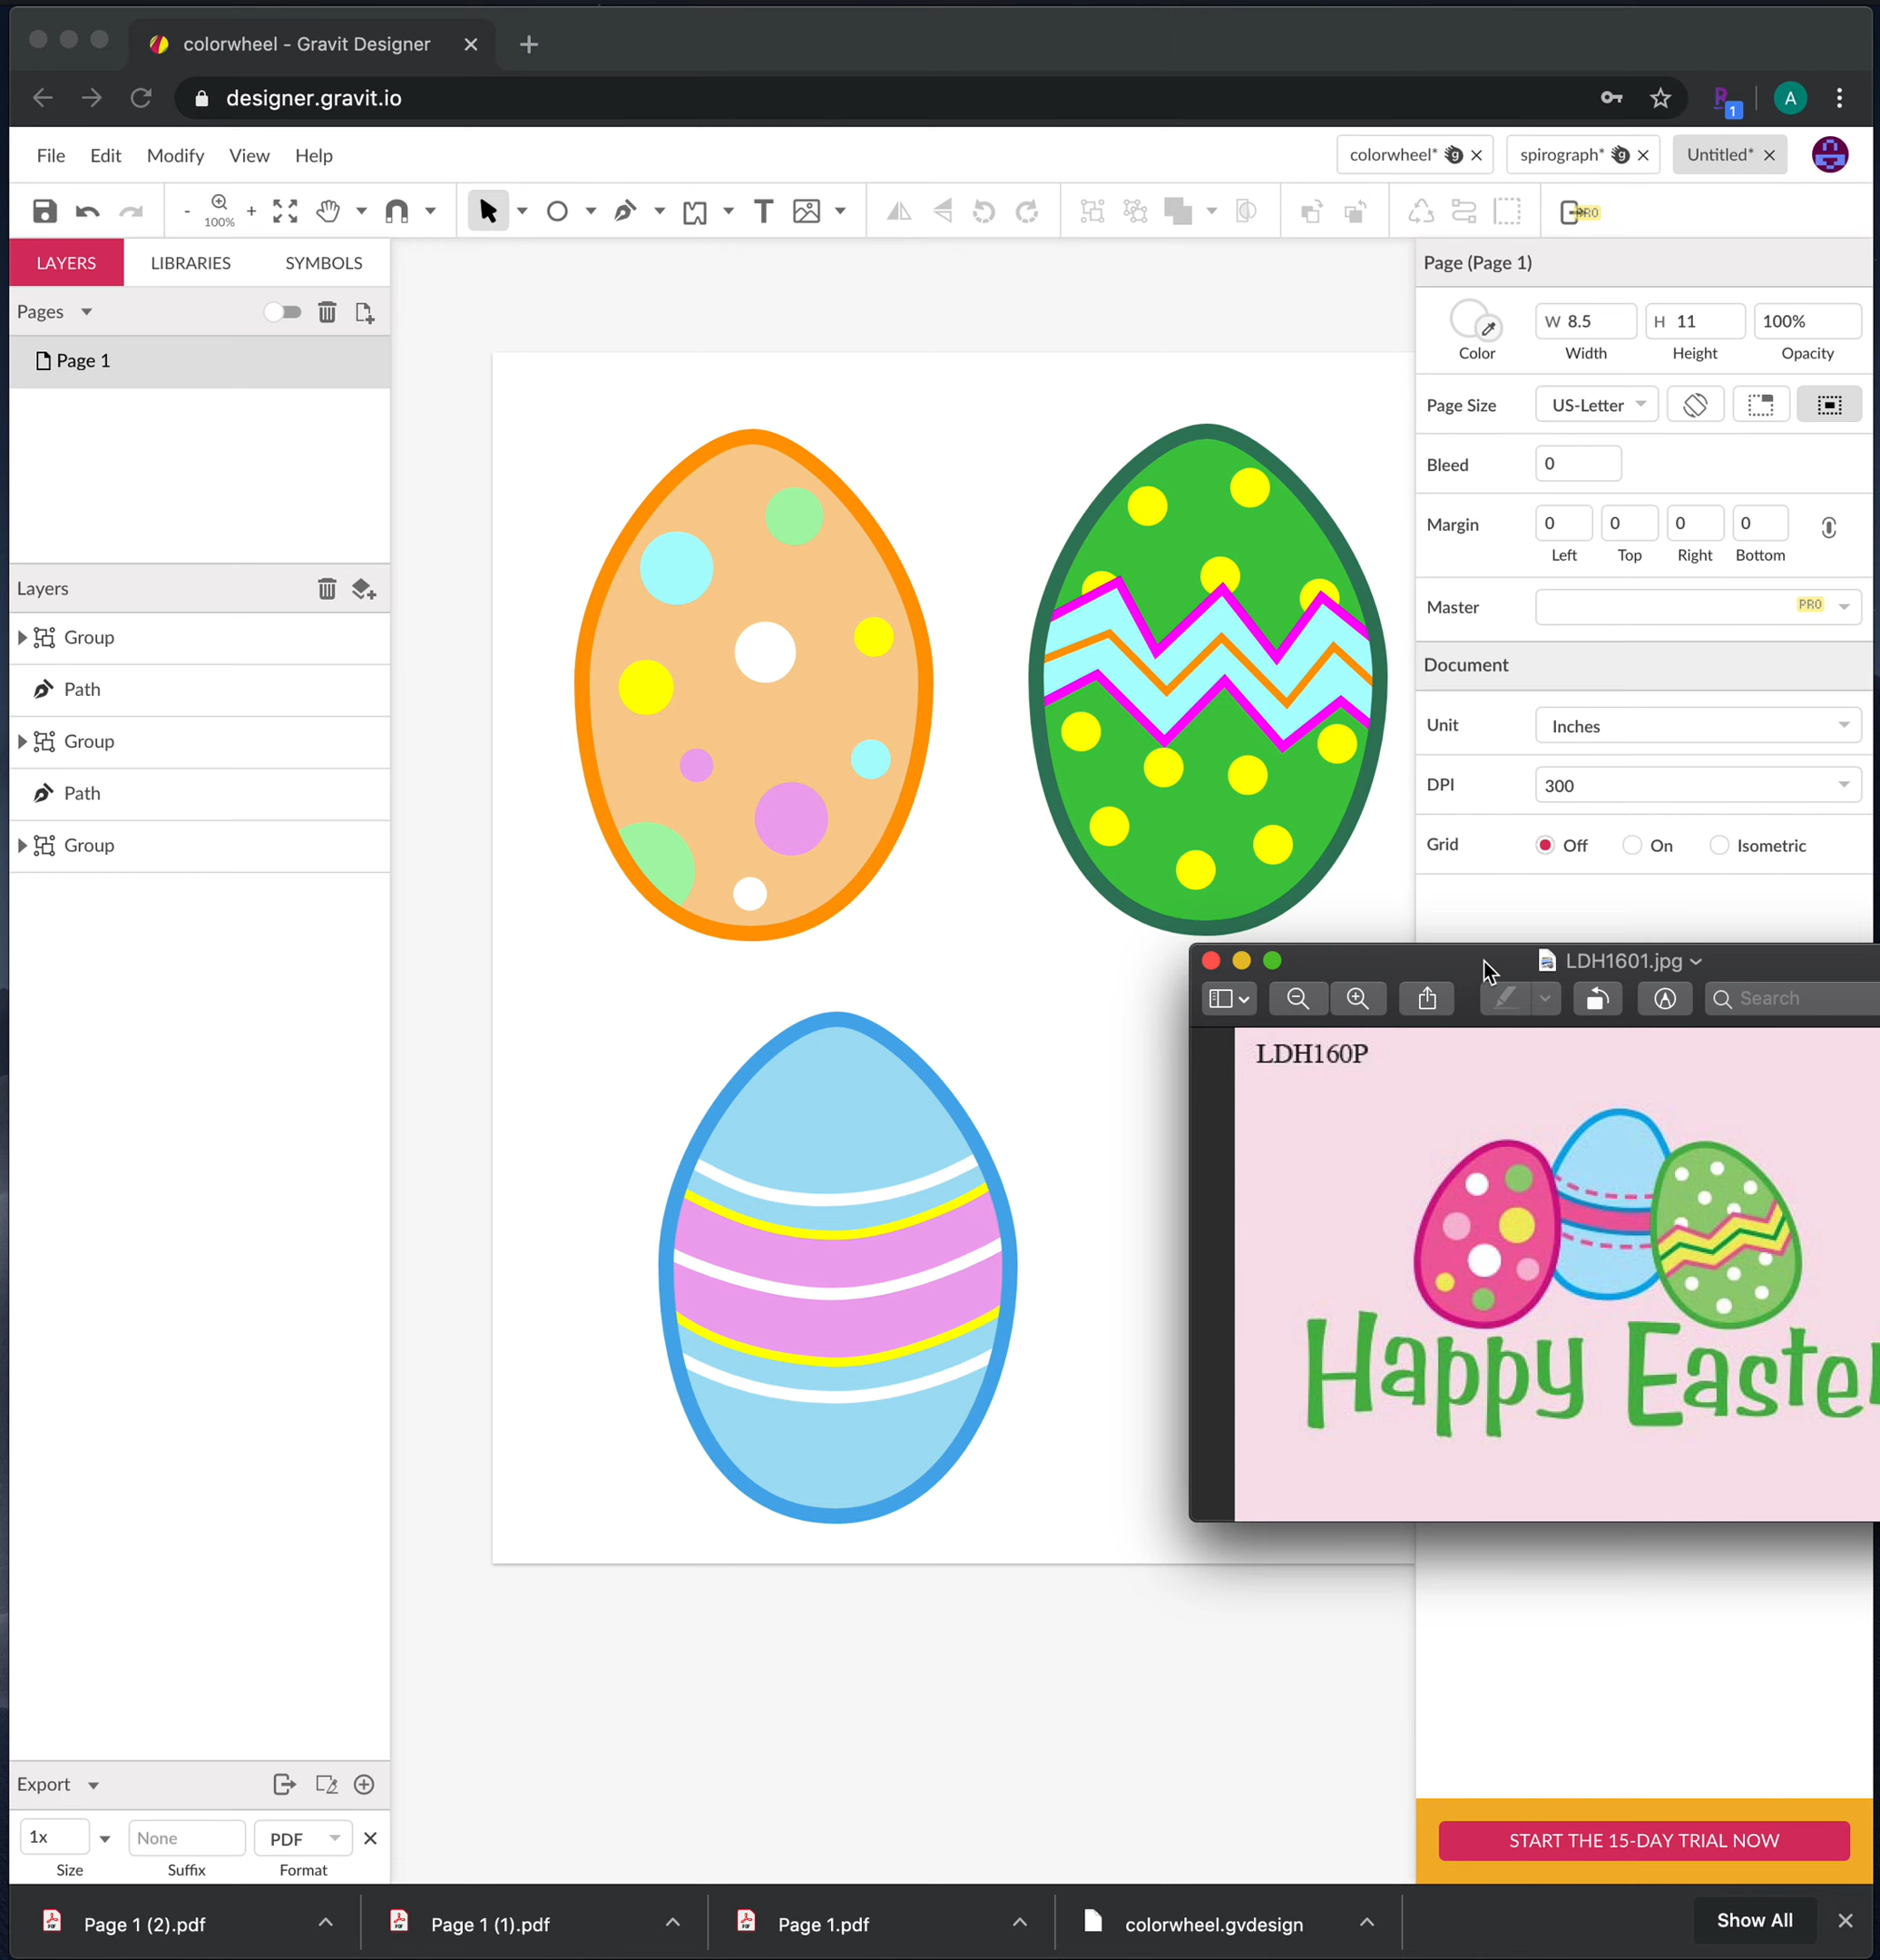 colorwheel - Gravit Designer
designer.gravit.io
A
1
File Edit Modify View Help
colorwheel* spirograph* Untitled*
- 100% +
T
PRO
LAYERS LIBRARIES SYMBOLS
Pages
Page 1
Layers
Group
Path
Group
Path
Group
Export
1x None PDF
Size Suffix Format
Page (Page 1)
W 8.5 H 11 100%
Color Width Height Opacity
Page Size US-Letter
Bleed 0
Margin 0 0 0 0
Left Top Right Bottom
Master PRO
Document
Unit Inches
DPI 300
Grid Off On Isometric
LDH1601.jpg
Search
LDH160P
Happy Easter
START THE 15-DAY TRIAL NOW
Page 1 (2).pdf Page 1 (1).pdf Page 1.pdf colorwheel.gvdesign Show All